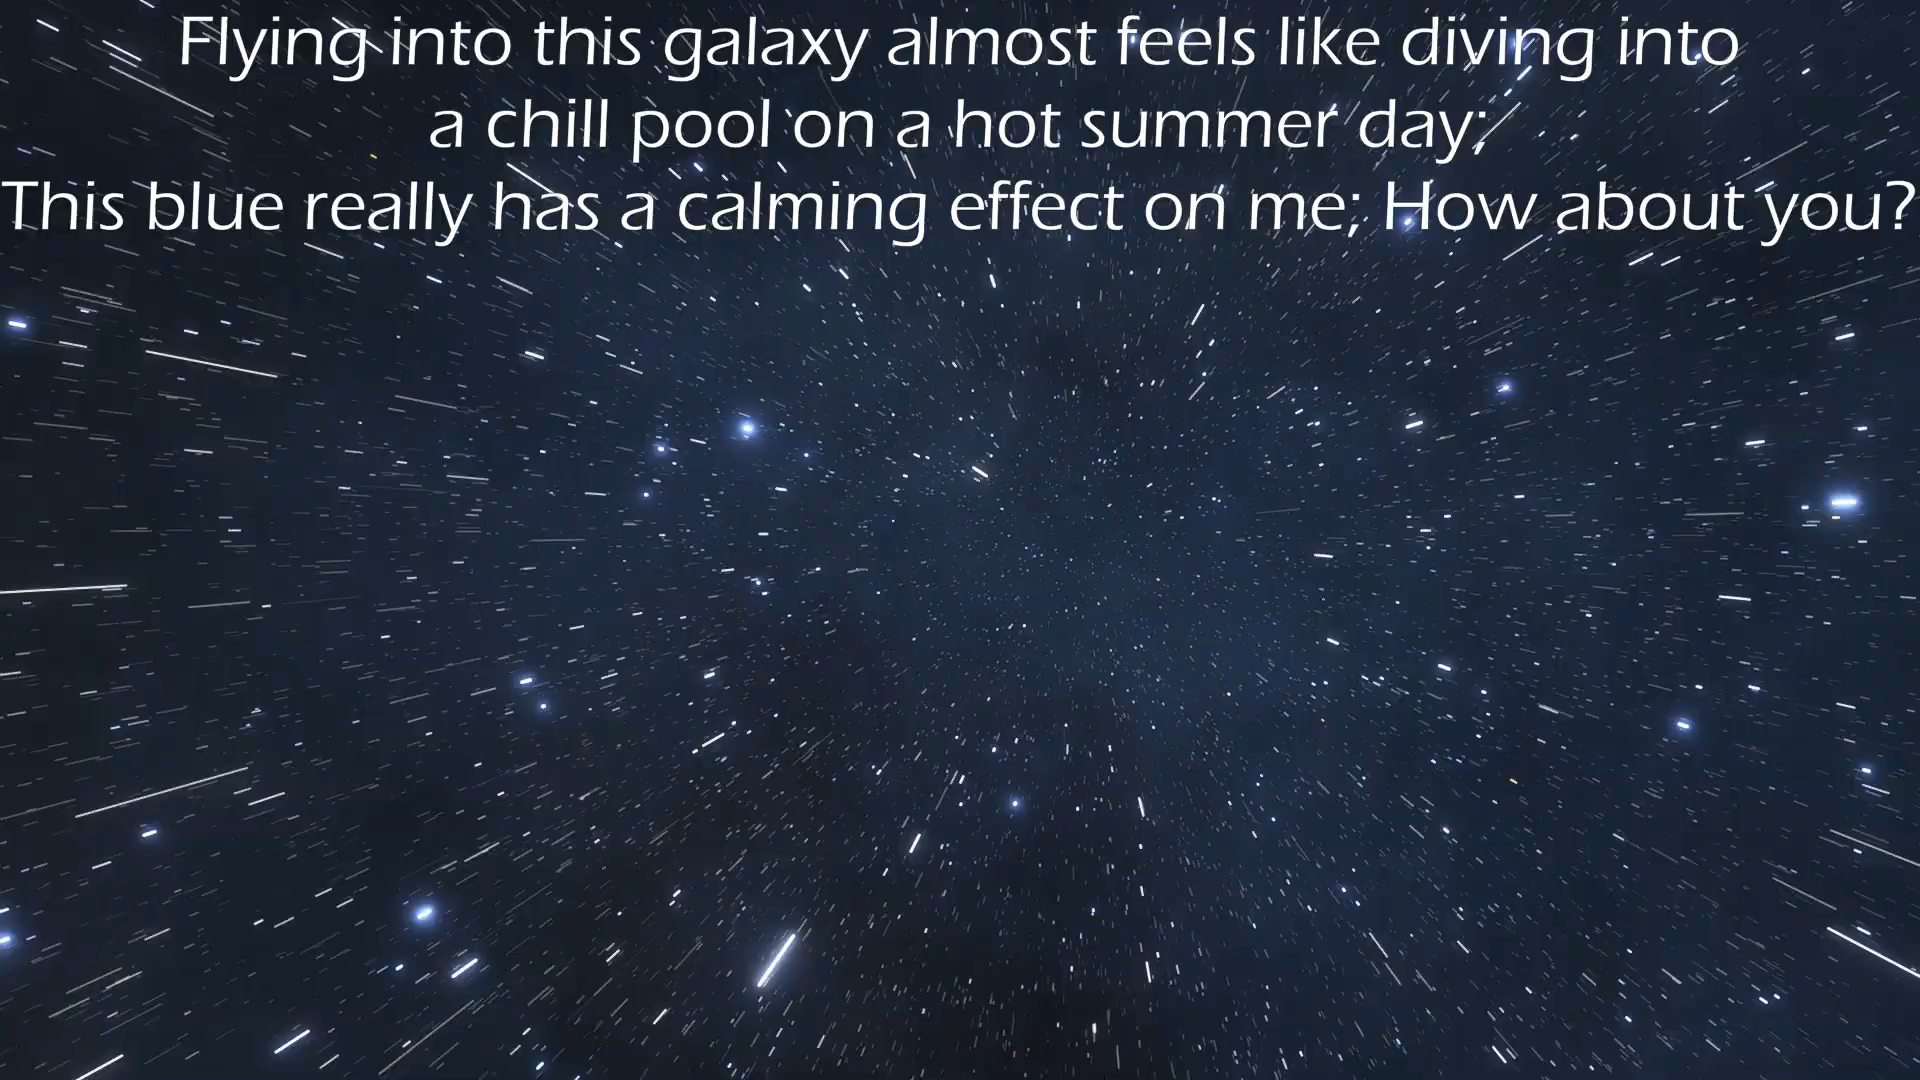 Flying into this galaxy almost feels like diving into
a chill pool on a hot summer day;
This blue really has a calming effect on me; How about you?